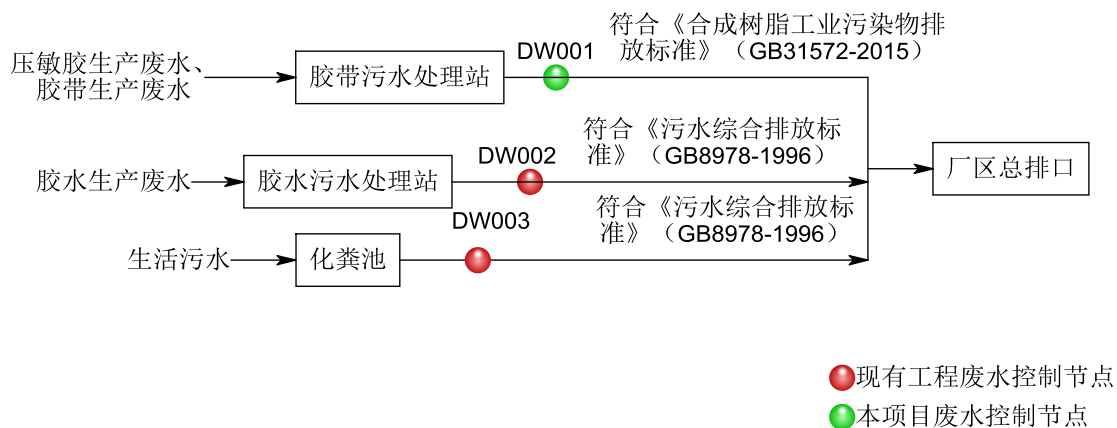 符合《合成树脂工业污染物排
放标准》（GB31572-2015）
DW001
压敏胶生产废水、
胶带生产废水
胶带污水处理站
符合《污水综合排放标
准》（GB8978-1996）
DW002
胶水生产废水
胶水污水处理站
厂区总排口
符合《污水综合排放标
准》（GB8978-1996）
DW003
生活污水
化粪池
现有工程废水控制节点
本项目废水控制节点